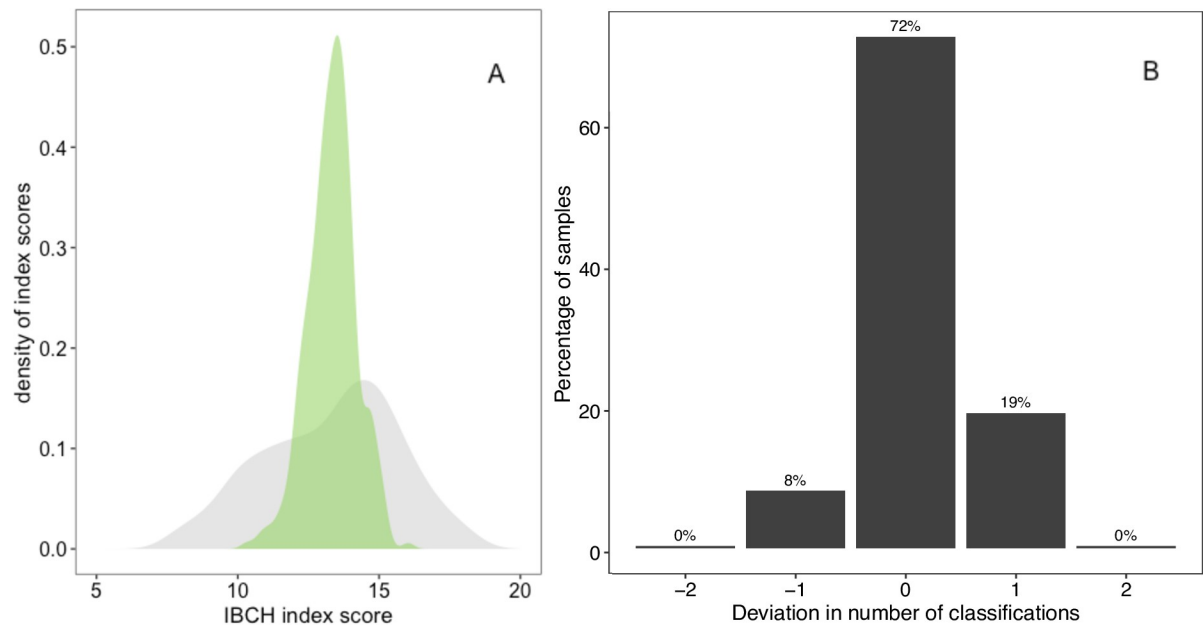 A
0.5
0.4
0.3
0.2
0.1
0.0
density of index scores
5 10 15 20
IBCH index score
B
72%
19%
8%
0%
0%
60
40
20
0
Percentage of samples
−2 −1 0 1 2
Deviation in number of classifications